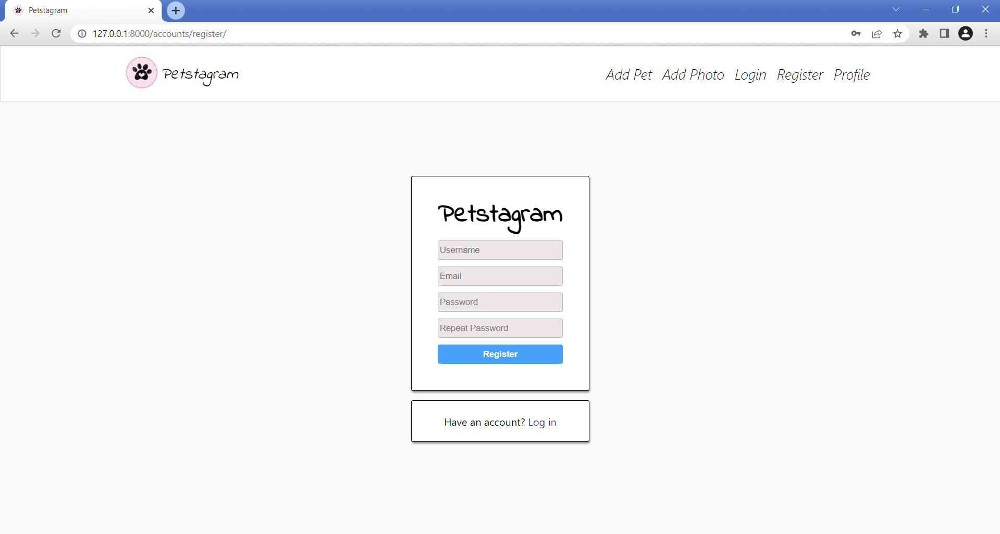 Petstagram
127.0.0.1:8000/accounts/register/
Petstagram
Add Pet Add Photo Login Register Profile
Petstagram
Username
Email
Password
Repeat Password
Register
Have an account? Log in